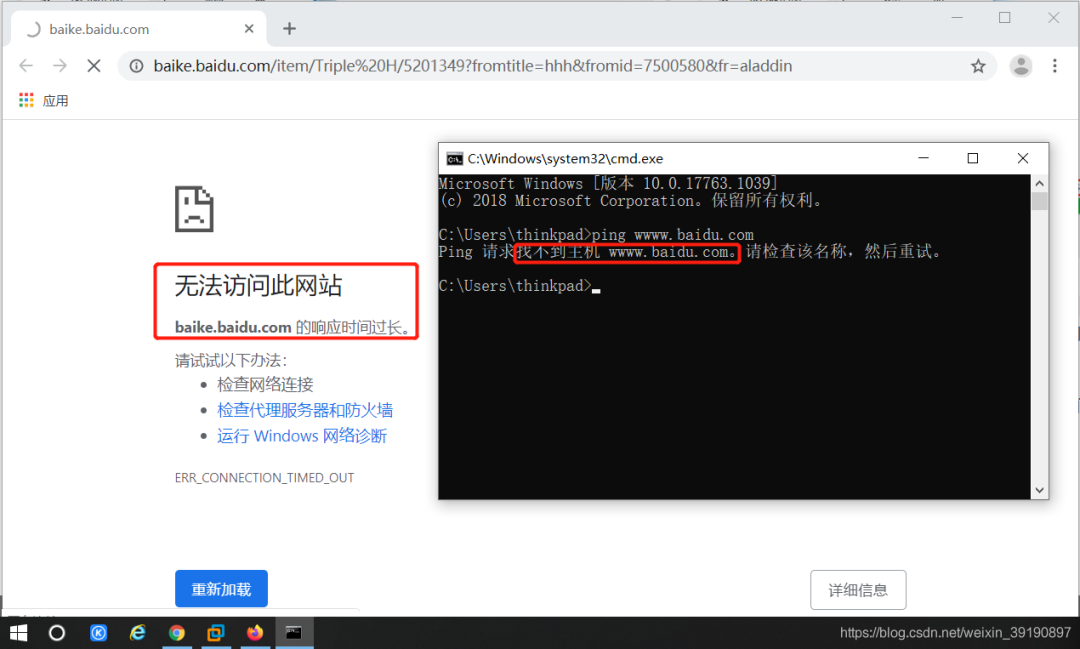 baike.baidu.com
baike.baidu.com/item/Triple%20H/5201349?fromtitle=hhh&fromid=7500580&fr=aladdin
应用
无法访问此网站
baike.baidu.com 的响应时间过长。
请试试以下办法：
检查网络连接
检查代理服务器和防火墙
运行 Windows 网络诊断
ERR_CONNECTION_TIMED_OUT
重新加载
详细信息
C:\Windows\system32\cmd.exe
Microsoft Windows [版本 10.0.17763.1039]
(c) 2018 Microsoft Corporation。保留所有权利。
C:\Users\thinkpad>ping wwww.baidu.com
Ping 请求找不到主机 wwww.baidu.com。请检查该名称，然后重试。
C:\Users\thinkpad>
https://blog.csdn.net/weixin_39190897